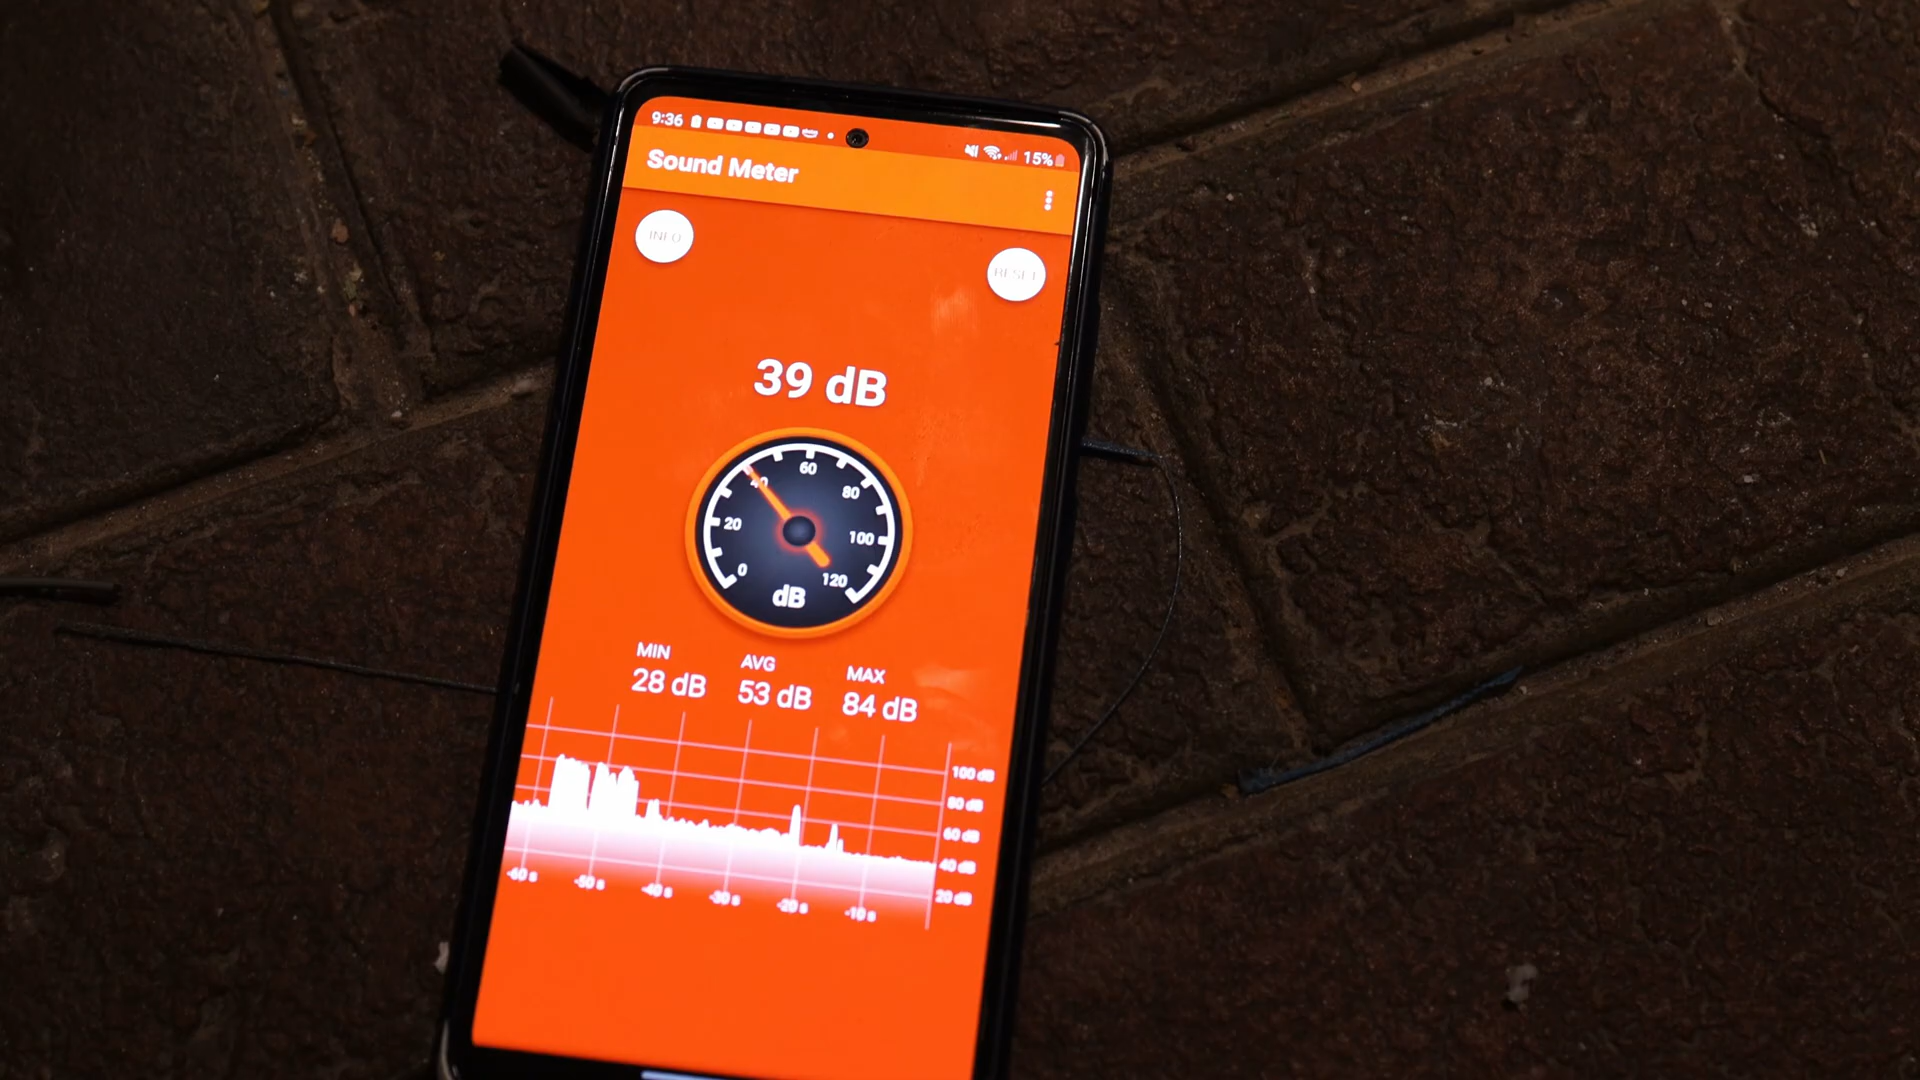 9:36
15%
Sound Meter
INFO
RESET
39 dB
60
40
80
20
100
0
120
dB
MIN
AVG
MAX
28 dB
53 dB
84 dB
100 dB
80 dB
60 dB
40 dB
20 dB
-60 s
-50 s
-40 s
-30 s
-20 s
-10 s